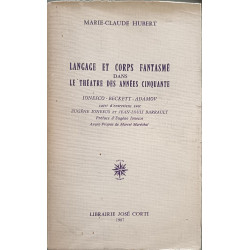 MARIE-CLAUDE HUBERT
LANGAGE ET CORPS FANTASMÉ
DANS
LE THÉATRE DES ANNÉES CINQUANTE
IONESCO - BECKETT - ADAMOV
suivi d'entretiens avec
EUGÈNE IONESCO et JEAN-LOUIS BARRAULT
Préface d'Eugène Ionesco
Avant-Propos de Marcel Maréchal
LIBRAIRIE JOSÉ CORTI
1987